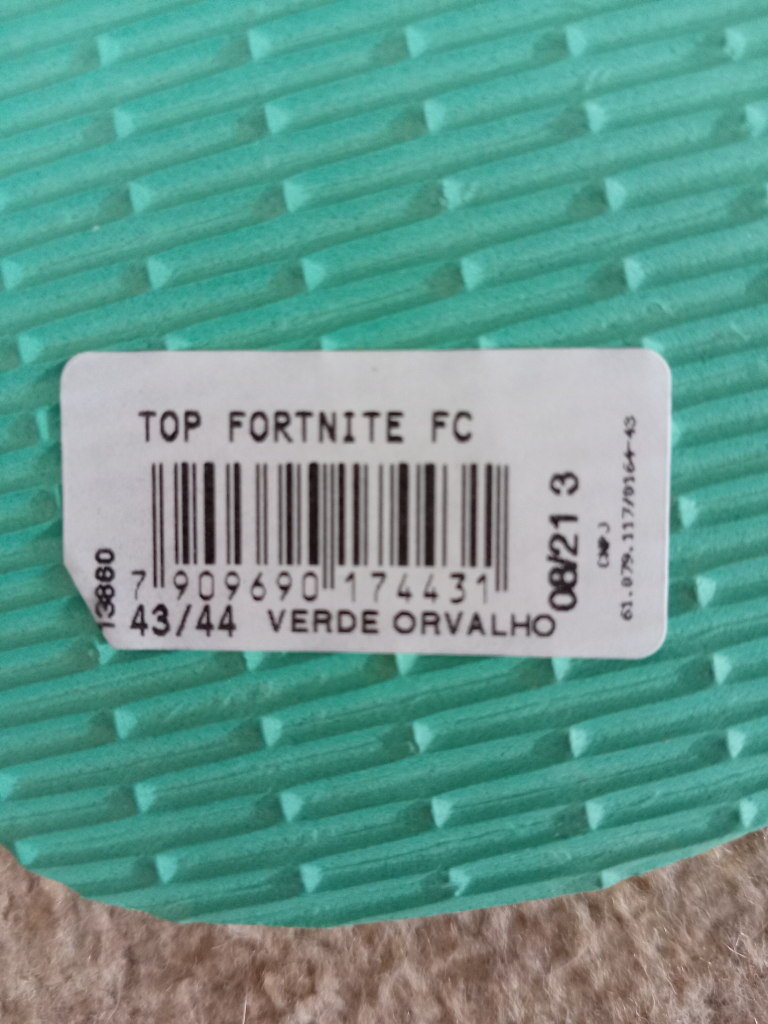 TOP FORTNITE FC
7 909690 174431
43/44 VERDE ORVALHO
13860
08/21 3
CNPJ
61.079.117/0164-43